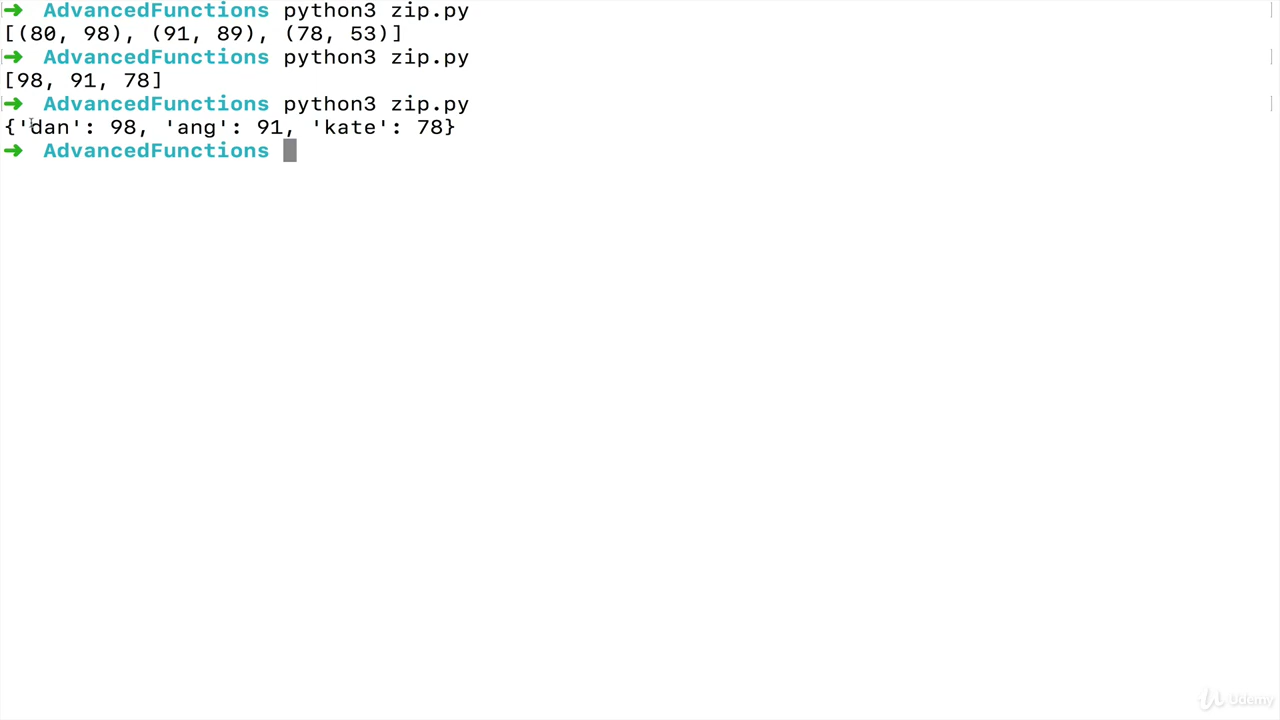 ➜ AdvancedFunctions python3 zip.py
[(80, 98), (91, 89), (78, 53)]
➜ AdvancedFunctions python3 zip.py
[98, 91, 78]
➜ AdvancedFunctions python3 zip.py
{'dan': 98, 'ang': 91, 'kate': 78}
➜ AdvancedFunctions
Udemy